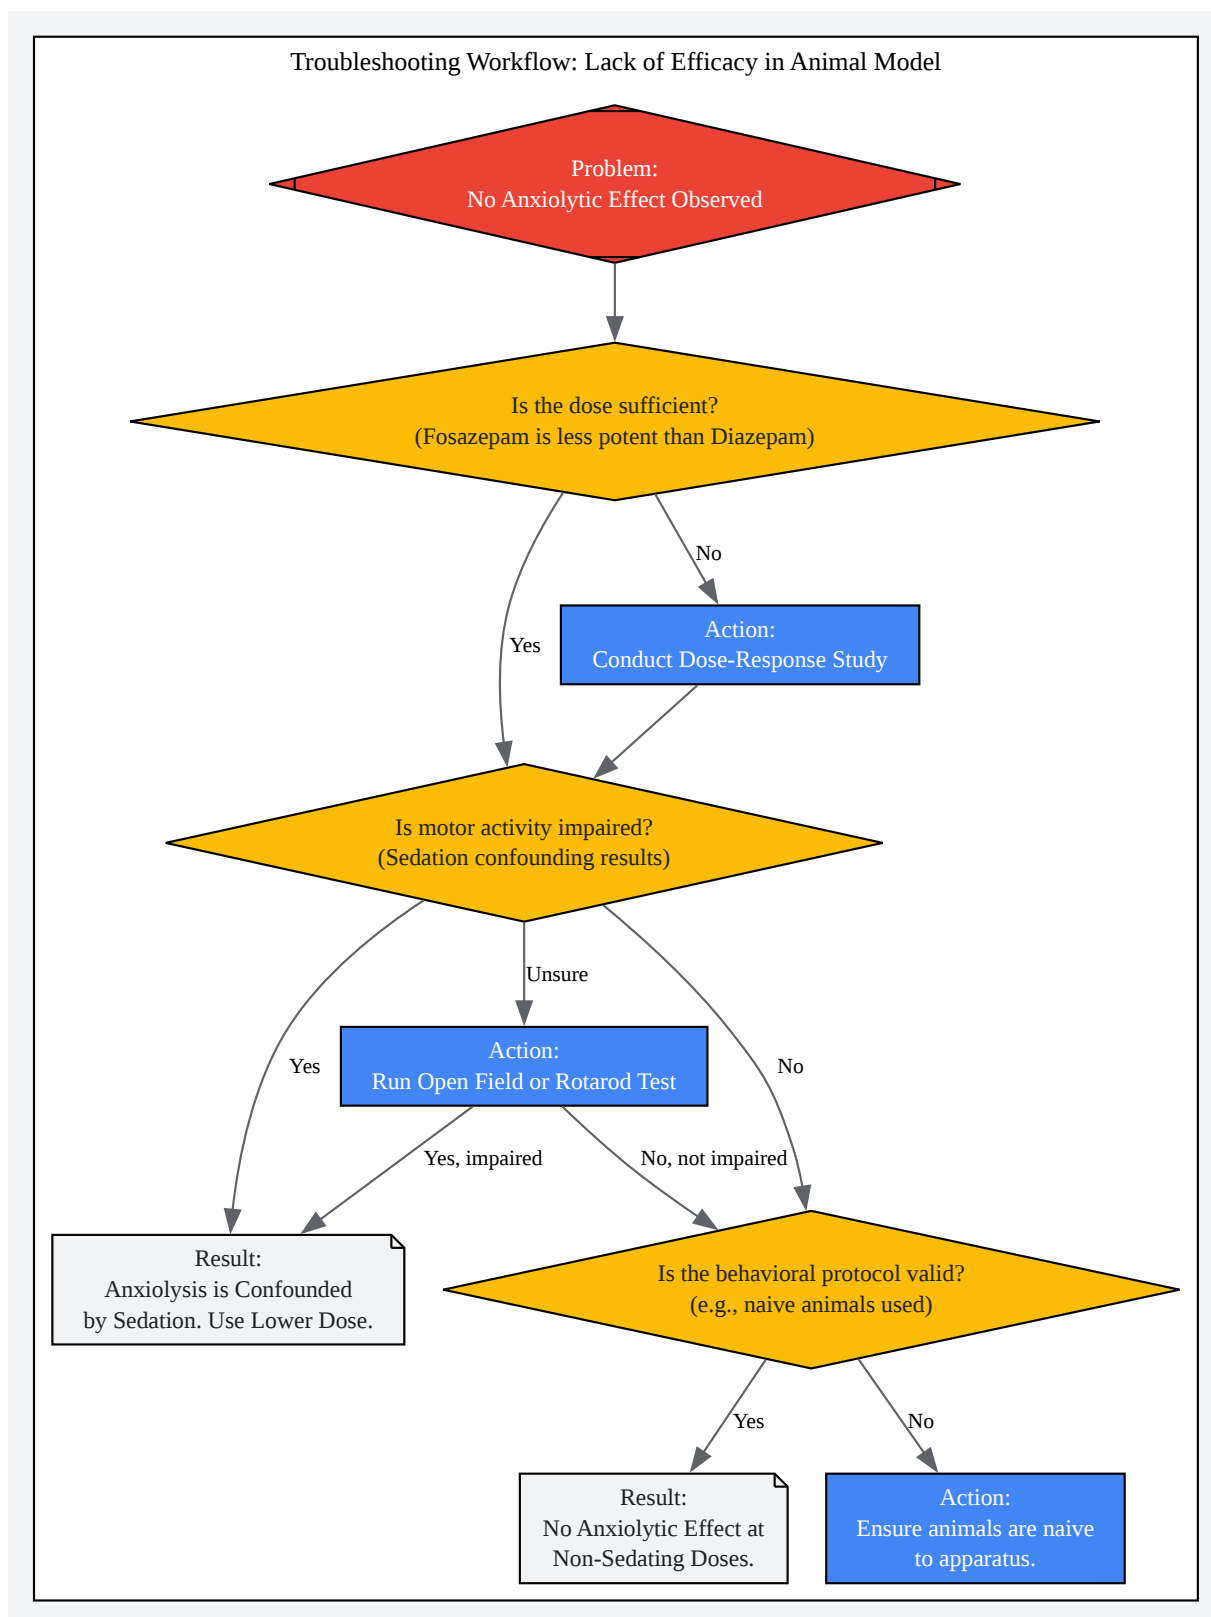 Troubleshooting Workflow: Lack of Efficacy in Animal Model
Problem:
No Anxiolytic Effect Observed
Is the dose sufficient?
(Fosazepam is less potent than Diazepam)
No
Yes
Action:
Conduct Dose-Response Study
Is motor activity impaired?
(Sedation confounding results)
Unsure
Yes
Action:
Run Open Field or Rotarod Test
No
Yes, impaired
No, not impaired
Result:
Anxiolysis is Confounded
by Sedation. Use Lower Dose.
Is the behavioral protocol valid?
(e.g., naive animals used)
Yes
No
Result:
No Anxiolytic Effect at
Non-Sedating Doses.
Action:
Ensure animals are naive
to apparatus.